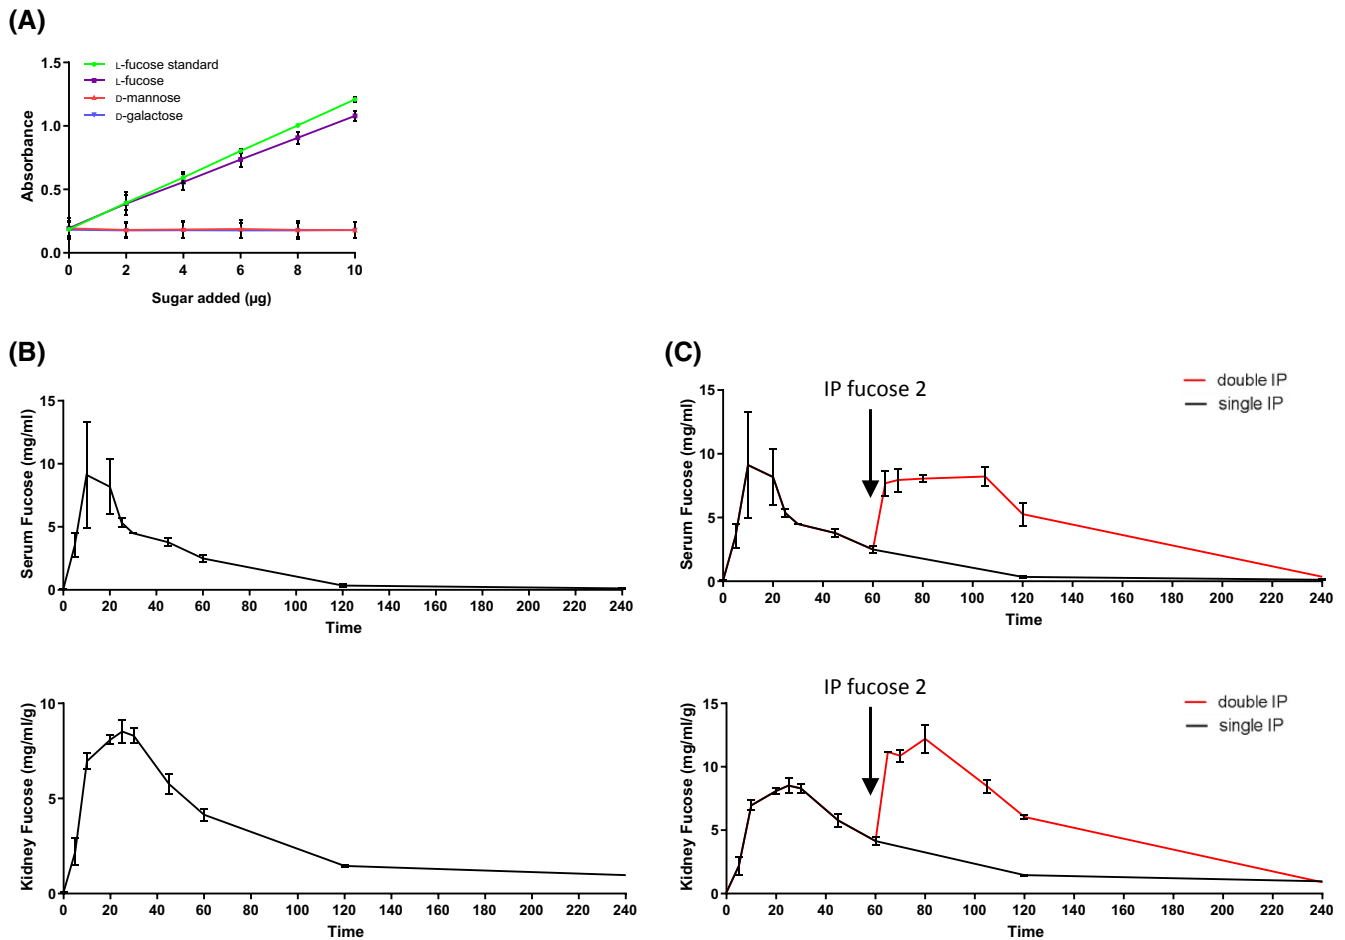 (A)
1.5
1.0
0.5
0.0
Absorbance
L-fucose standard
L-fucose
D-mannose
D-galactose
0 2 4 6 8 10
Sugar added (µg)
(B)
15
10
5
0
Serum Fucose (mg/ml)
0 20 40 60 80 100 120 140 160 180 200 220 240
Time
10
5
0
Kidney Fucose (mg/ml/g)
0 20 40 60 80 100 120 140 160 180 200 220 240
Time
(C)
IP fucose 2
double IP
single IP
15
10
5
0
Serum Fucose (mg/ml)
0 20 40 60 80 100 120 140 160 180 200 220 240
Time
IP fucose 2
double IP
single IP
15
10
5
0
Kidney Fucose (mg/ml/g)
0 20 40 60 80 100 120 140 160 180 200 220 240
Time